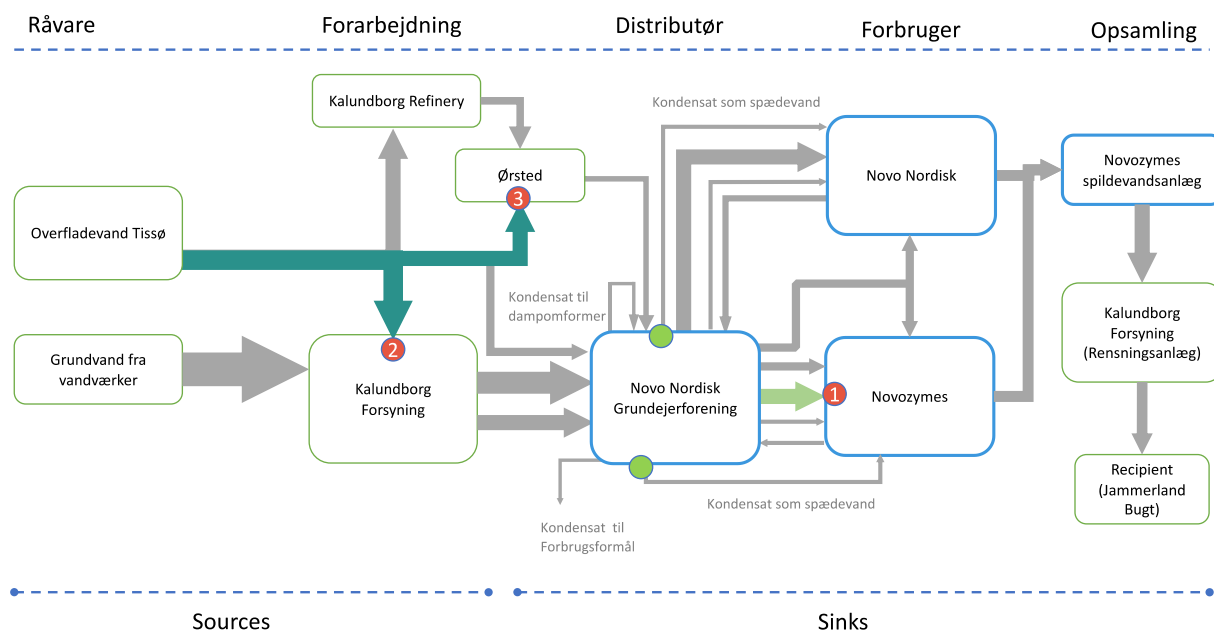 Råvare
Forarbejdning
Distributør
Forbruger
Opsamling
Kalundborg Refinery
Kondensat som spædevand
Ørsted
3
Novo Nordisk
Novozymes
spildevandsanlæg
Overfladevand Tissø
Kondensat til
dampomformer
Kalundborg
Forsyning
(Rensningsanlæg)
Grundvand fra
vandværker
2
Kalundborg
Forsyning
Novo Nordisk
Grundejerforening
1
Novozymes
Recipient
(Jammerland
Bugt)
Kondensat som spædevand
Kondensat til
Forbrugsformål
Sources
Sinks